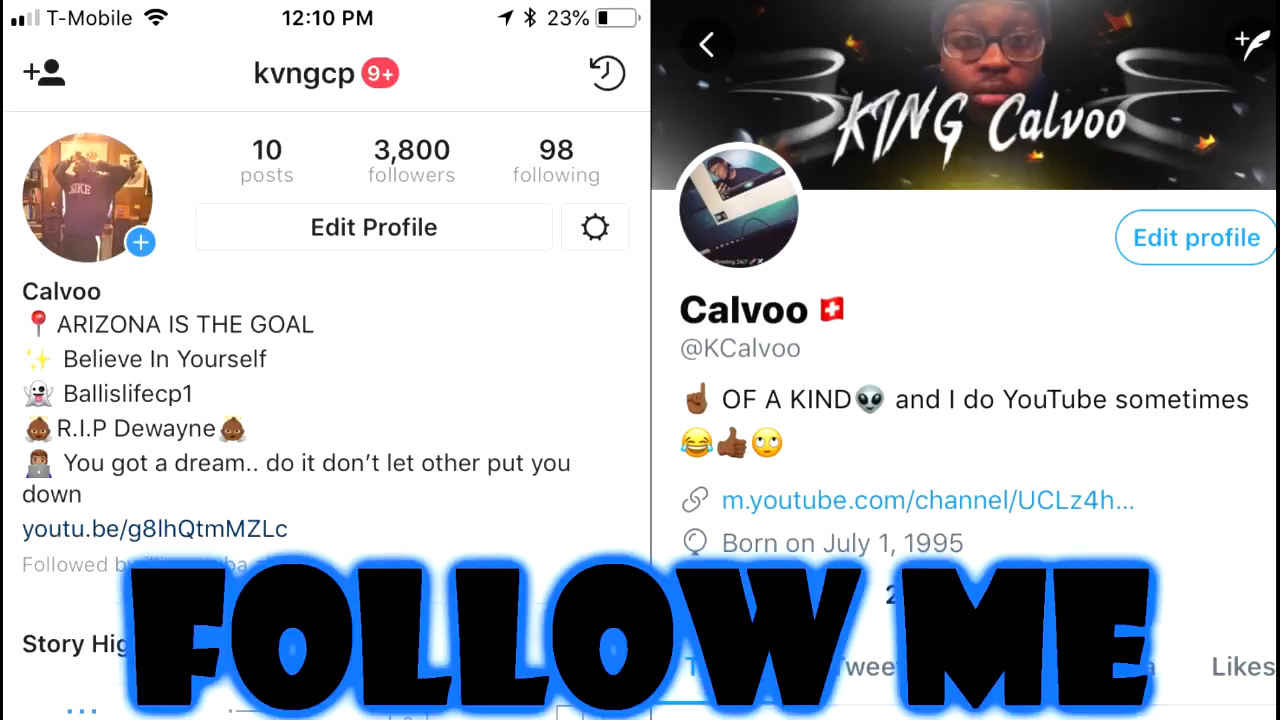 T-Mobile 12:10 PM 23%
kvngcp 9+
10 3,800 98
posts followers following
Edit Profile
Calvoo
📍 ARIZONA IS THE GOAL
✨ Believe In Yourself
👻 Ballislifecp1
👼🏾R.I.P Dewayne👼🏾
👨🏽‍💻 You got a dream.. do it don’t let other put you
down
youtu.be/g8lhQtmMZLc
Followed
Story
KING Calvoo
Edit profile
Calvoo 🇨🇭
@KCalvoo
☝🏾 OF A KIND👽 and I do YouTube sometimes
😂👍🏾🙄
m.youtube.com/channel/UCLz4h...
Born on July 1, 1995
Likes
FOLLOW ME